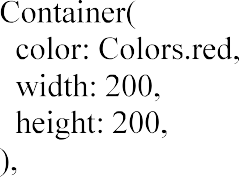 Container(
  color: Colors.red,
  width: 200,
  height: 200,
),